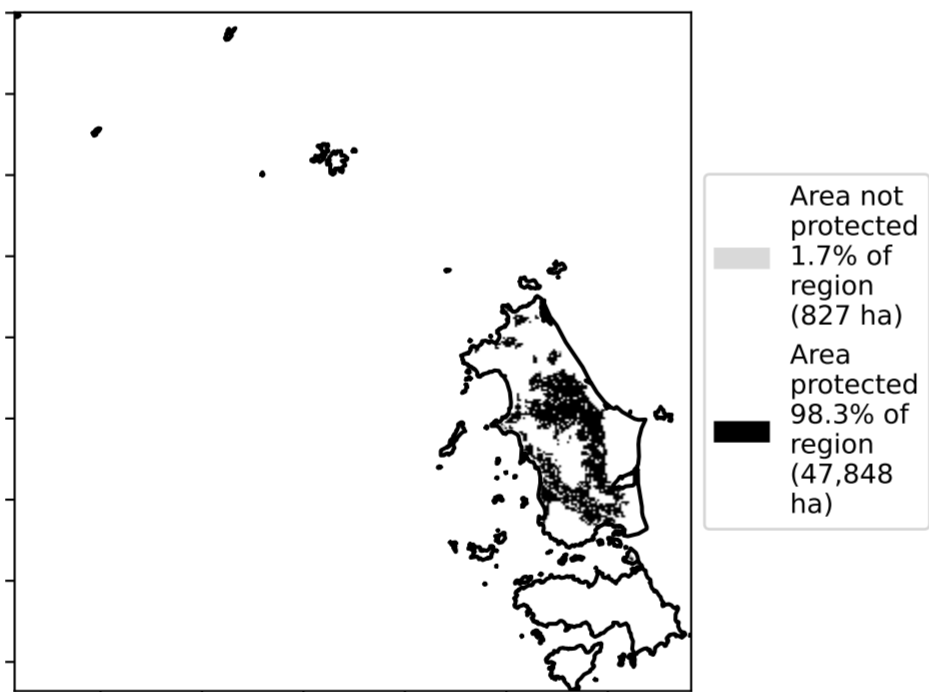 Area not
protected
1.7% of
region
(827 ha)
Area
protected
98.3% of
region
(47,848
ha)